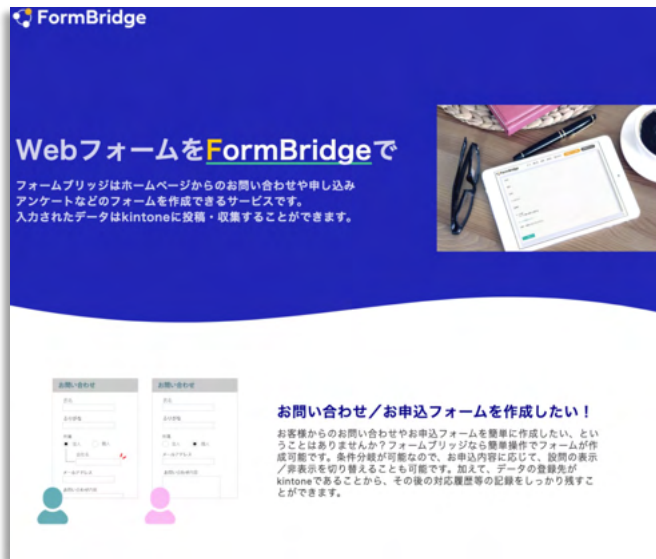 FormBridge
WebフォームをFormBridgeで
フォームブリッジはホームページからのお問い合わせや申し込み
アンケートなどのフォームを作成できるサービスです。
入力されたデータはkintoneに投稿・収集することができます。
お問い合わせ
お問い合わせ
お問い合わせ／お申込フォームを作成したい！
お客様からのお問い合わせやお申込フォームを簡単に作成したい、とい
うことはありませんか？フォームブリッジなら簡単操作でフォームが作
成可能です。条件分岐が可能なので、お申込内容に応じて、設問の表示
／非表示を切り替えることも可能です。加えて、データの登録先が
kintoneであることから、その後の対応履歴等の記録をしっかり残すこ
とができます。